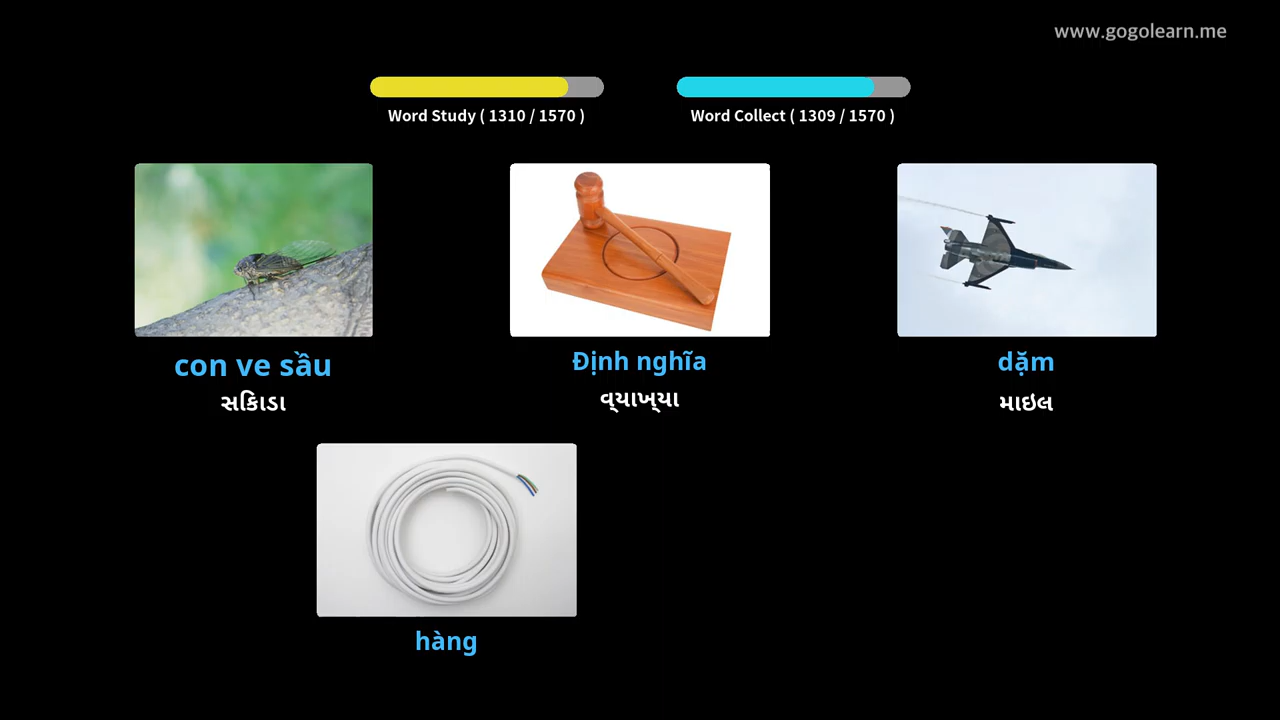 www.gogolearn.me
Word Study ( 1310 / 1570 )
Word Collect ( 1309 / 1570 )
con ve sầu
સિકાડા
Định nghĩa
વ્યાખ્યા
dặm
માઇલ
hàng